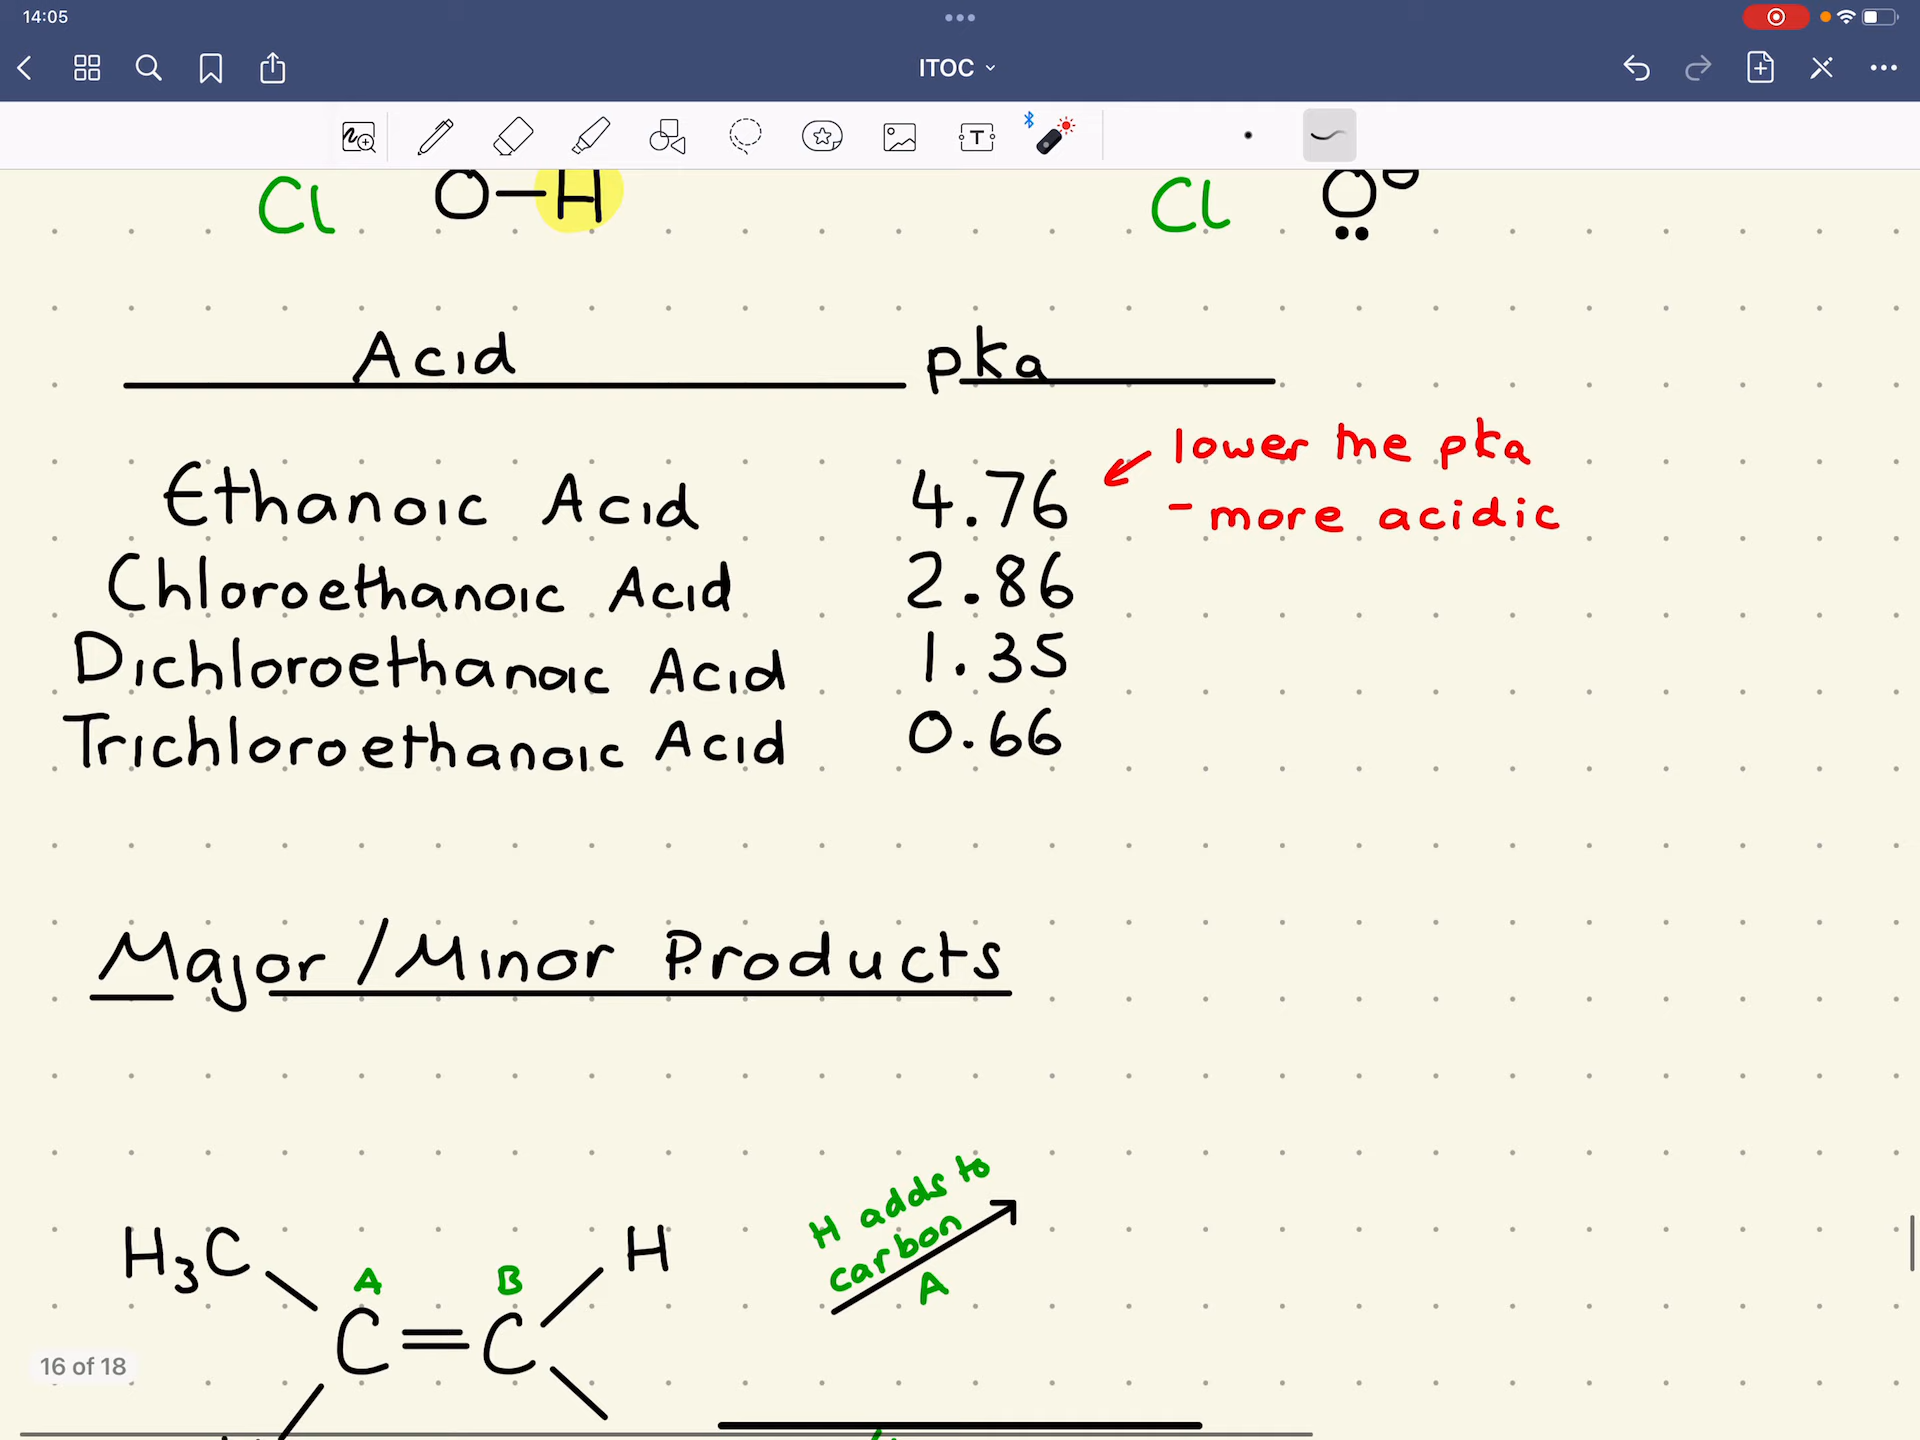 14:05
ITOC
T
Cl O—H Cl O⊖
Acid pka
lower the pka
Ethanoic Acid 4.76
- more acidic
Chloroethanoic Acid 2.86
Dichloroethanoic Acid 1.35
Trichloroethanoic Acid 0.66
Major/Minor Products
H adds to
carbon
A
H₃C A B H
C=C
16 of 18